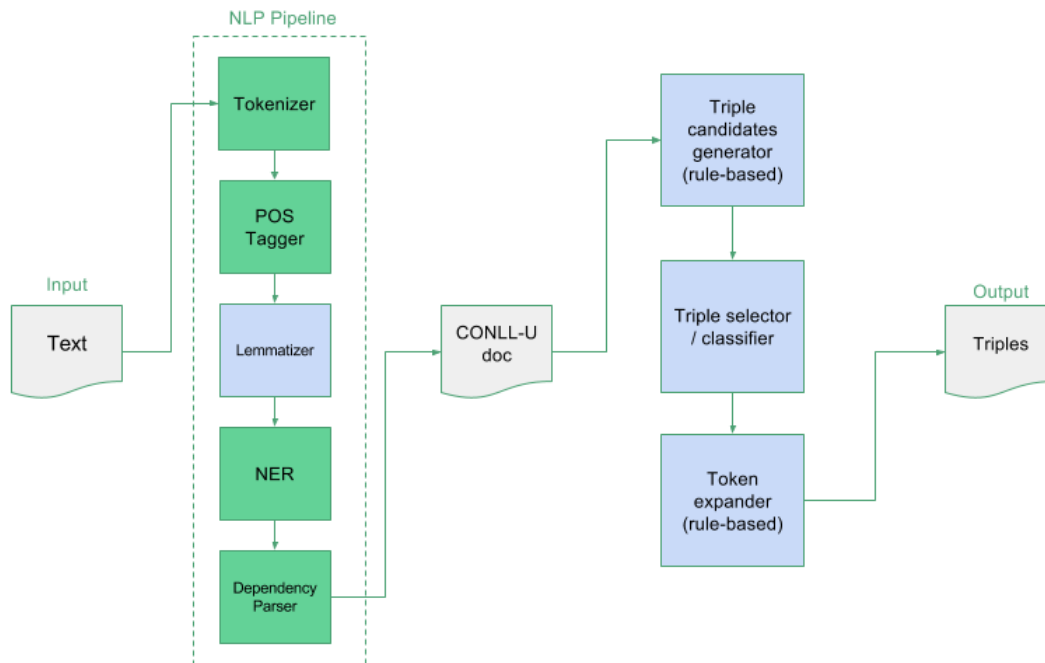 NLP Pipeline
Tokenizer
POS
Tagger
Lemmatizer
NER
Dependency
Parser
Input
Text
CONLL-U
doc
Triple
candidates
generator
(rule-based)
Triple selector
/ classifier
Token
expander
(rule-based)
Output
Triples